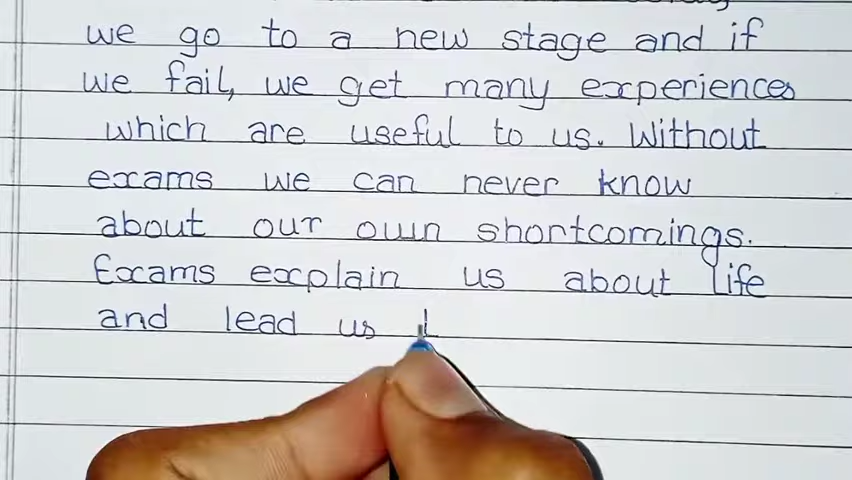 we go to a new stage and if
we fail, we get many experiences
which are useful to us. Without
exams we can never know
about our own shortcomings.
Exams explain us about life
and lead us